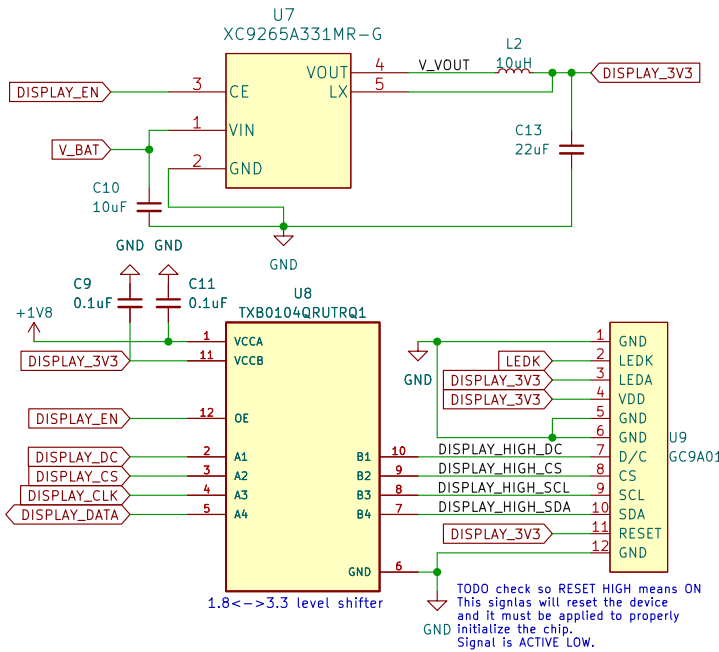 U7
XC9265A331MR-G
DISPLAY_EN
3
CE
VOUT
4
V_VOUT
L2
10uH
DISPLAY_3V3
LX
5
V_BAT
1
VIN
2
GND
C13
22uF
C10
10uF
GND
GND
GND
C9
0.1uF
C11
0.1uF
U8
TXB0104QRUTRQ1
+1V8
1
VCCA
DISPLAY_3V3
11
VCCB
DISPLAY_EN
12
OE
DISPLAY_DC
2
A1
B1
10
DISPLAY_HIGH_DC
DISPLAY_CS
3
A2
B2
9
DISPLAY_HIGH_CS
DISPLAY_CLK
4
A3
B3
8
DISPLAY_HIGH_SCL
DISPLAY_DATA
5
A4
B4
7
DISPLAY_HIGH_SDA
GND
6
1.8<->3.3 level shifter
GND
GND
LEDK
DISPLAY_3V3
DISPLAY_3V3
DISPLAY_3V3
1
GND
2
LEDK
3
LEDA
4
VDD
5
GND
6
GND
7
D/C
8
CS
9
SCL
10
SDA
11
RESET
12
GND
U9
GC9A01
TODO check so RESET HIGH means ON
This signlas will reset the device
and it must be applied to properly
initialize the chip.
Signal is ACTIVE LOW.